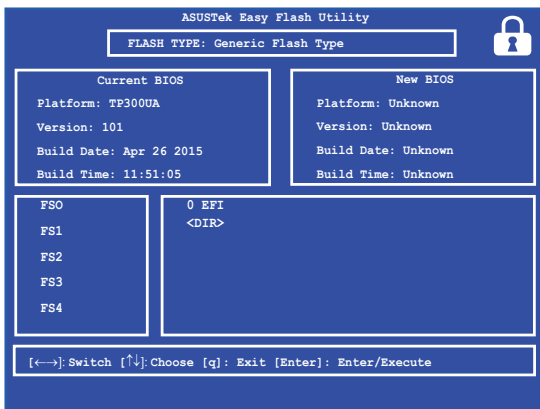 ASUSTek Easy Flash Utility
FLASH TYPE: Generic Flash Type
Current BIOS
Platform: TP300UA
Version: 101
Build Date: Apr 26 2015
Build Time: 11:51:05
New BIOS
Platform: Unknown
Version: Unknown
Build Date: Unknown
Build Time: Unknown
FSO
FS1
FS2
FS3
FS4
0 EFI
<DIR>
[←→]: Switch [↑↓]: Choose [q]: Exit [Enter]: Enter/Execute